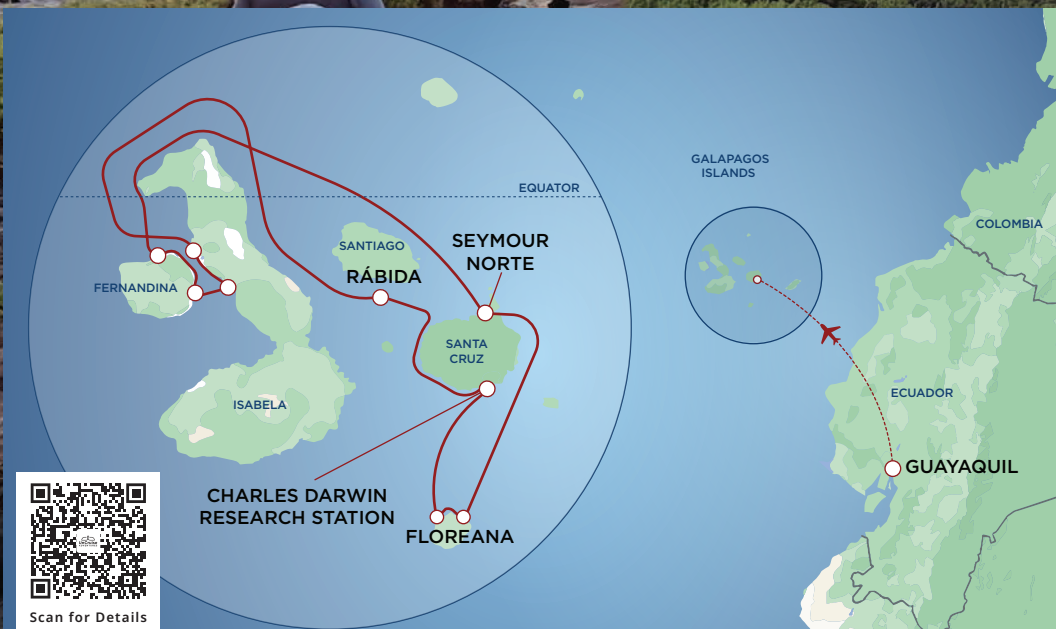 EQUATOR
SANTIAGO
RÁBIDA
SEYMOUR
NORTE
FERNANDINA
SANTA
CRUZ
ISABELA
CHARLES DARWIN
RESEARCH STATION
FLOREANA
GALAPAGOS
ISLANDS
COLOMBIA
ECUADOR
GUAYAQUIL
Scan for Details